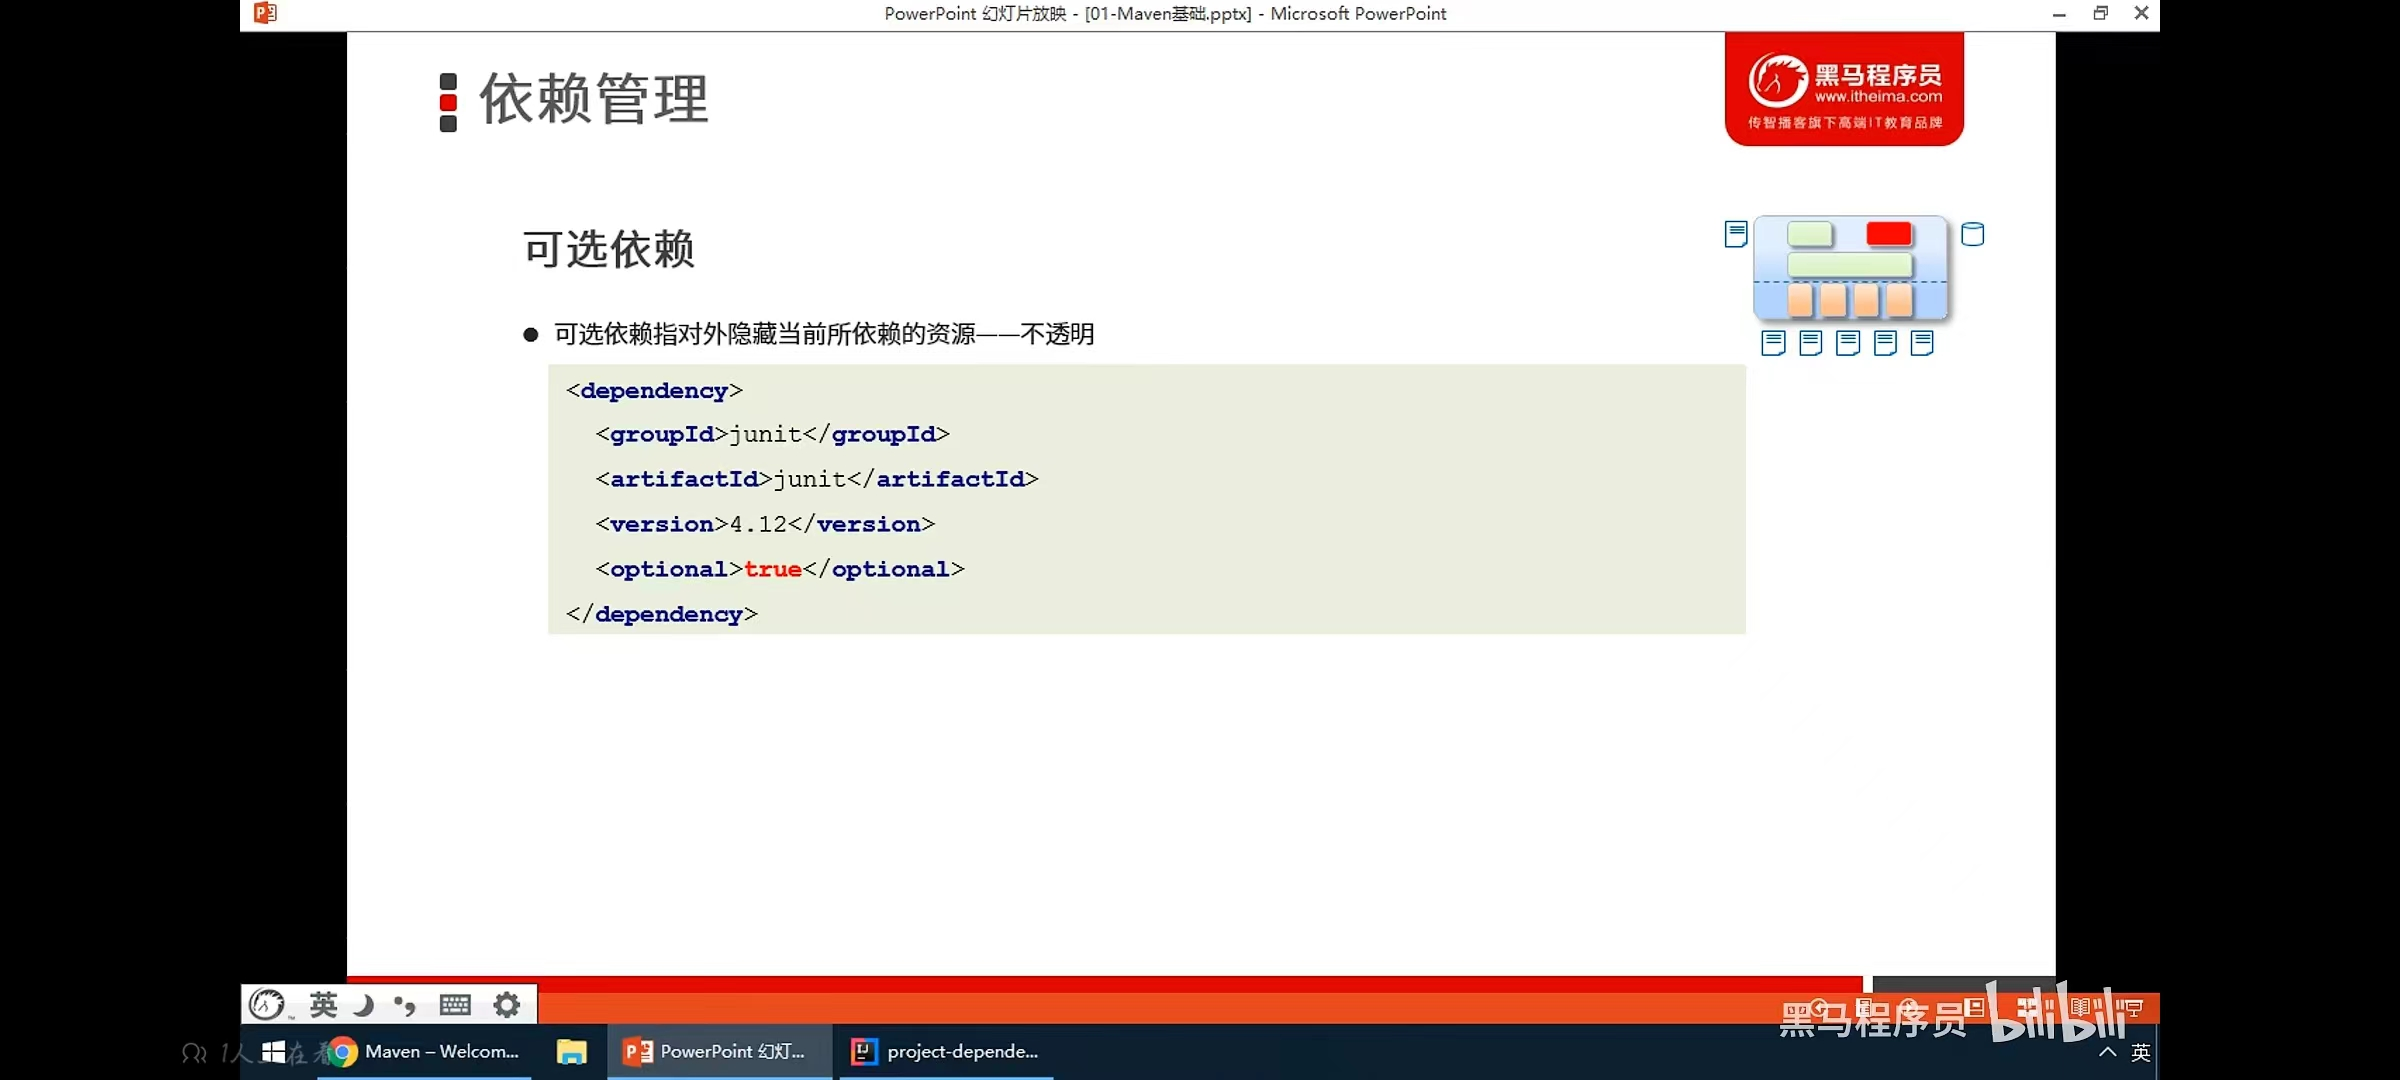 PowerPoint 幻灯片放映 - [01-Maven基础.pptx] - Microsoft PowerPoint
依赖管理
黑马程序员
www.itheima.com
传智播客旗下高端IT教育品牌
可选依赖
● 可选依赖指对外隐藏当前所依赖的资源——不透明
<dependency>
<groupId>junit</groupId>
<artifactId>junit</artifactId>
<version>4.12</version>
<optional>true</optional>
</dependency>
英
黑马程序员 bilibili
1人正在看
Maven – Welcom...
PowerPoint 幻灯...
project-depende...
英